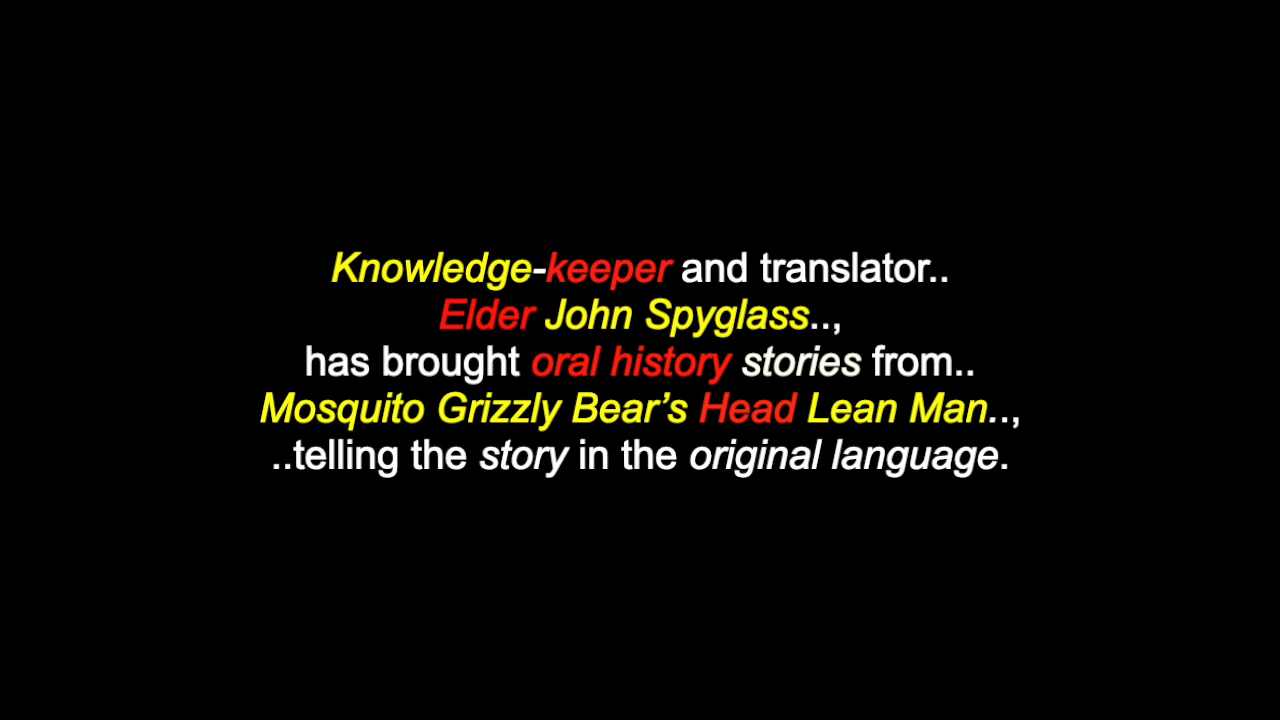 Knowledge-keeper and translator..
Elder John Spyglass..,
has brought oral history stories from..
Mosquito Grizzly Bear’s Head Lean Man..,
..telling the story in the original language.